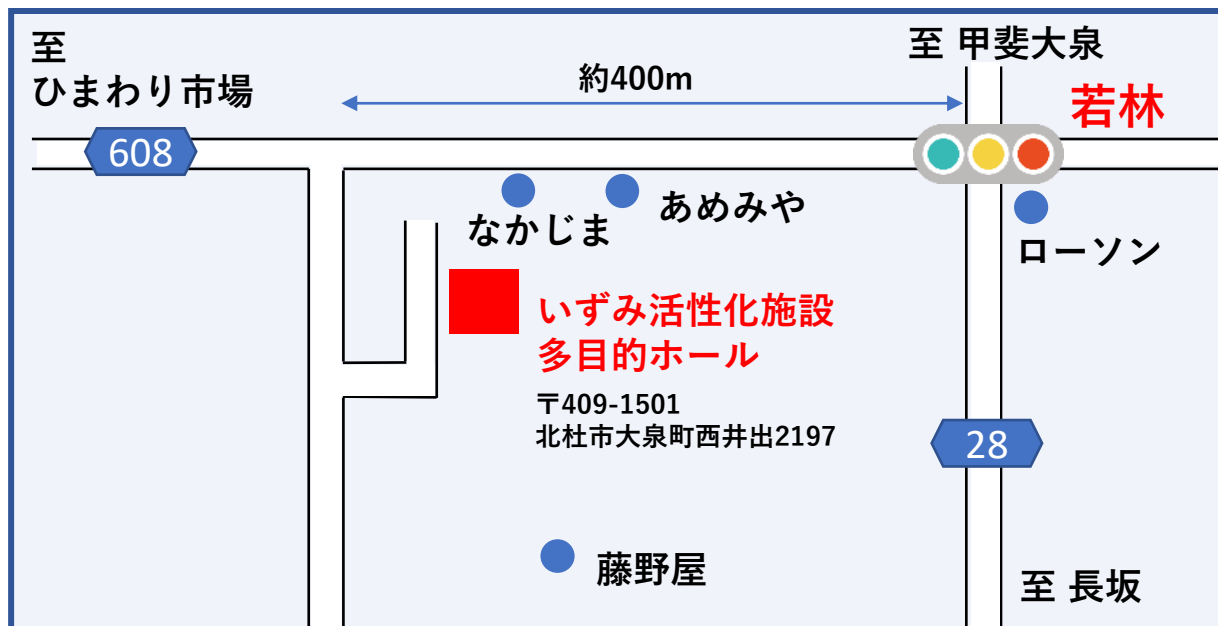 至
ひまわり市場
約400m
至 甲斐大泉
若林
608
なかじま
あめみや
ローソン
いずみ活性化施設
多目的ホール
〒409-1501
北杜市大泉町西井出2197
28
藤野屋
至 長坂